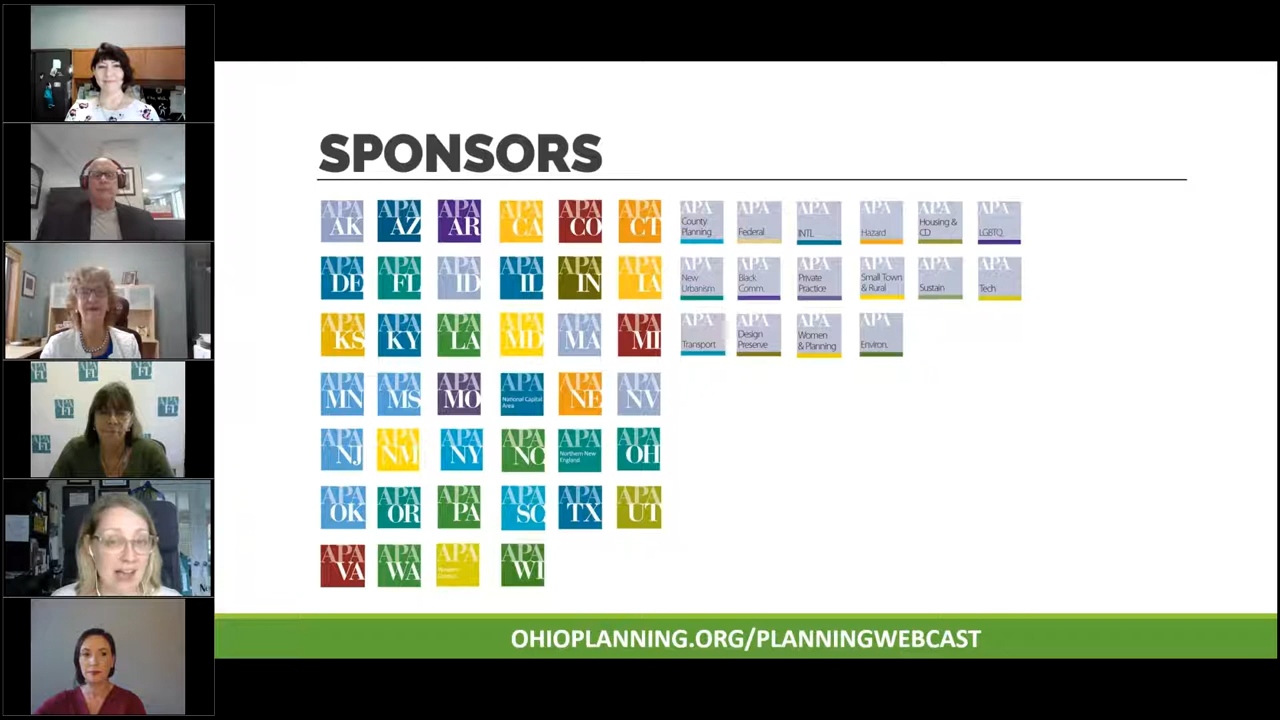 SPONSORS
APA AK
APA AZ
APA AR
APA CA
APA CO
APA CT
APA County Planning
APA Federal
APA INTL
APA Hazard
APA Housing & CD
APA LGBTQ
APA DE
APA FL
APA ID
APA IL
APA IN
APA IA
APA New Urbanism
APA Black Comm.
APA Private Practice
APA Small Town & Rural
APA Sustain
APA Tech
APA KS
APA KY
APA LA
APA MD
APA MA
APA MI
APA Transport
APA Design Preserve
APA Women & Planning
APA Environ.
APA MN
APA MS
APA MO
APA National Capital Area
APA NE
APA NV
APA NJ
APA NM
APA NY
APA NC
APA Northern New England
APA OH
APA OK
APA OR
APA PA
APA SC
APA TX
APA UT
APA VA
APA WA
APA
APA WI
OHIOPLANNING.ORG/PLANNINGWEBCAST
APA FL